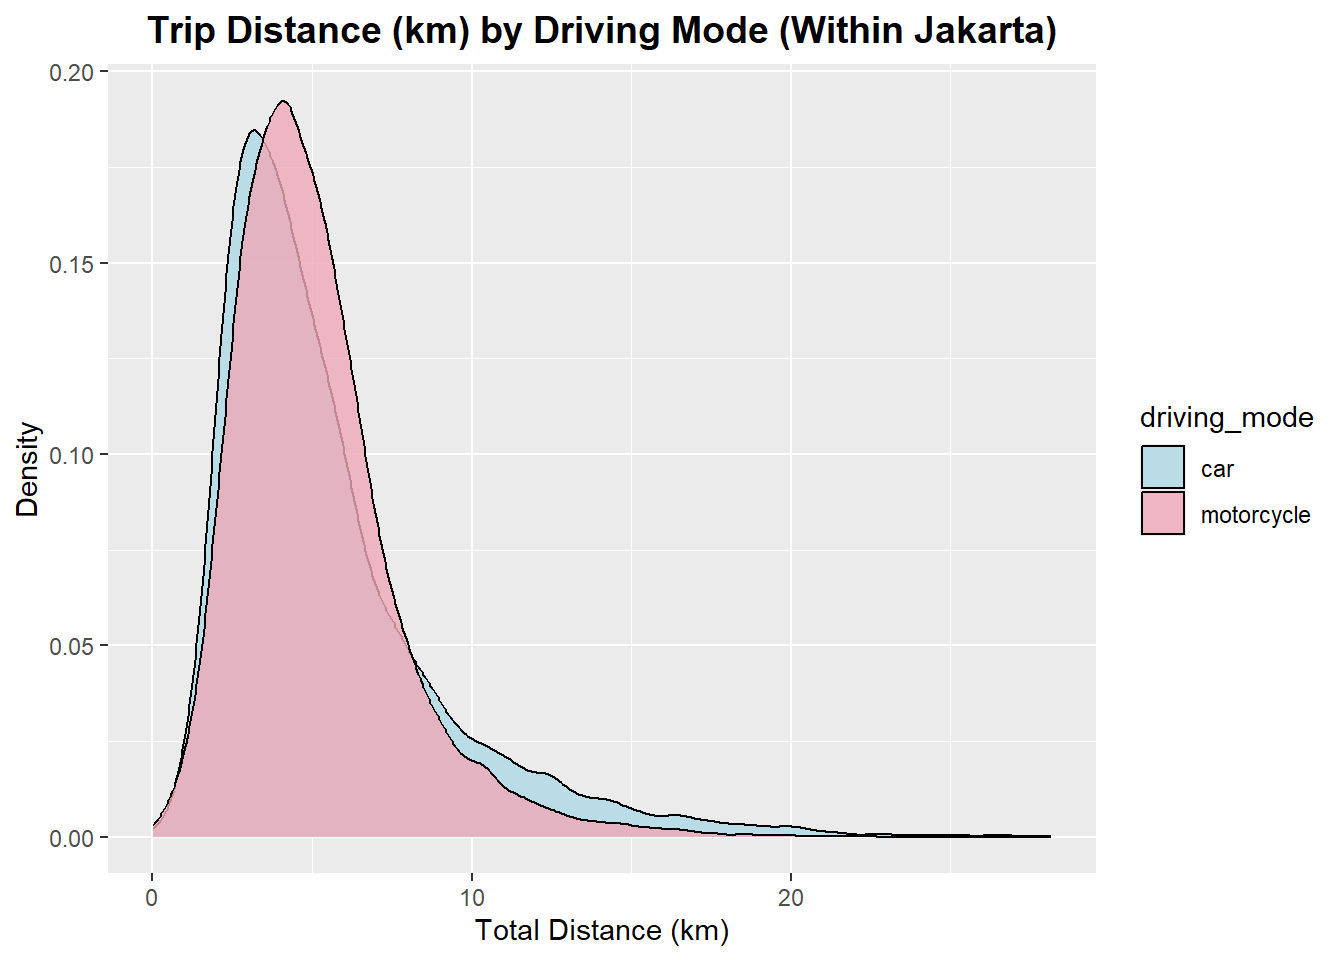 Trip Distance (km) by Driving Mode (Within Jakarta)
0.20
0.15
0.10
0.05
0.00
Density
0
10
20
Total Distance (km)
driving_mode
car
motorcycle